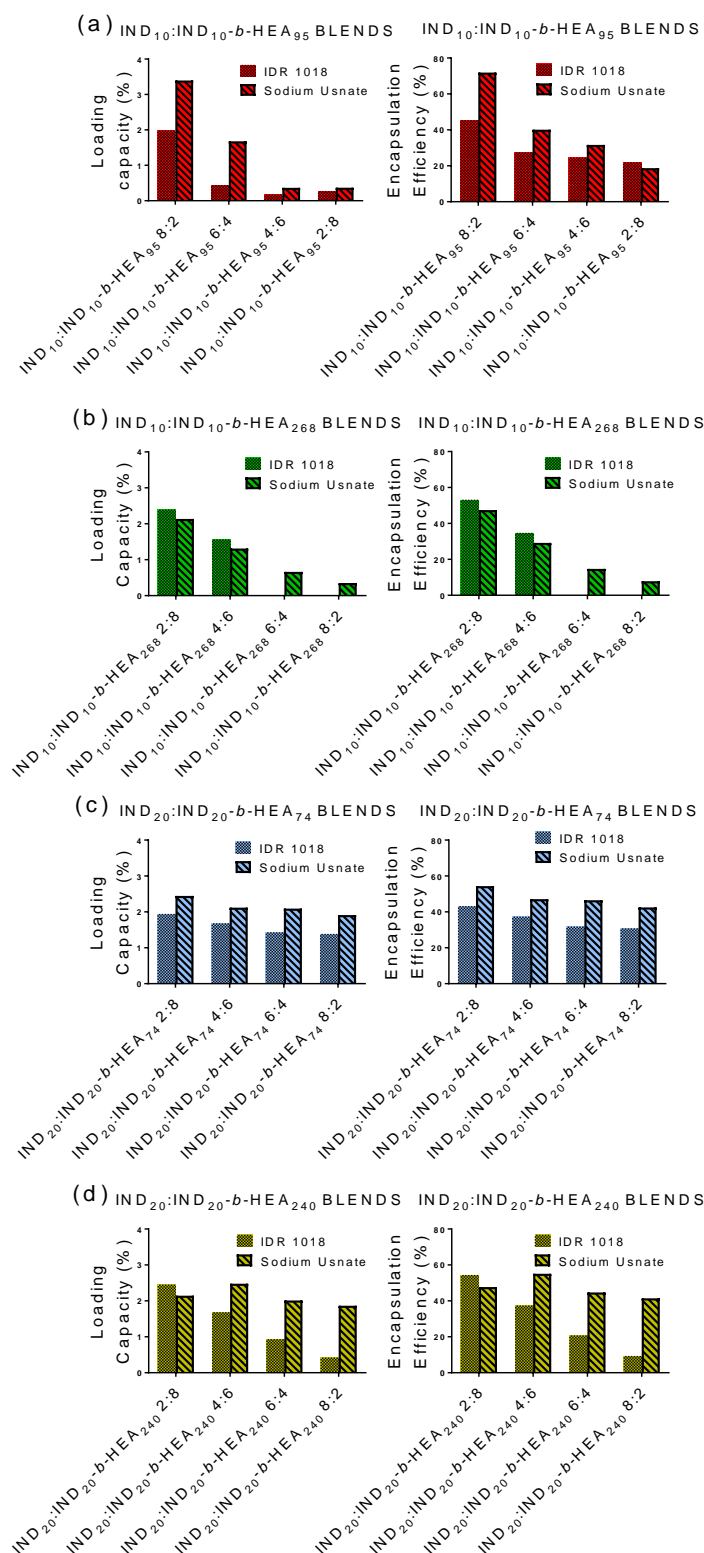 (a) IND10:IND10-b-HEA95 BLENDS
Loading
capacity (%)
4
3
2
1
0
IDR 1018
Sodium Usnate
IND10:IND10-b-HEA95 8:2
IND10:IND10-b-HEA95 6:4
IND10:IND10-b-HEA95 4:6
IND10:IND10-b-HEA95 2:8
IND10:IND10-b-HEA95 BLENDS
Encapsulation
Efficiency (%)
80
60
40
20
0
IDR 1018
Sodium Usnate
IND10:IND10-b-HEA95 8:2
IND10:IND10-b-HEA95 6:4
IND10:IND10-b-HEA95 4:6
IND10:IND10-b-HEA95 2:8
(b) IND10:IND10-b-HEA268 BLENDS
Loading
Capacity (%)
4
3
2
1
0
IDR 1018
Sodium Usnate
IND10:IND10-b-HEA268 2:8
IND10:IND10-b-HEA268 4:6
IND10:IND10-b-HEA268 6:4
IND10:IND10-b-HEA268 8:2
IND10:IND10-b-HEA268 BLENDS
Encapsulation
Efficiency (%)
80
60
40
20
0
IDR 1018
Sodium Usnate
IND10:IND10-b-HEA268 2:8
IND10:IND10-b-HEA268 4:6
IND10:IND10-b-HEA268 6:4
IND10:IND10-b-HEA268 8:2
(c) IND20:IND20-b-HEA74 BLENDS
Loading
Capacity (%)
4
3
2
1
0
IDR 1018
Sodium Usnate
IND20:IND20-b-HEA74 2:8
IND20:IND20-b-HEA74 4:6
IND20:IND20-b-HEA74 6:4
IND20:IND20-b-HEA74 8:2
IND20:IND20-b-HEA74 BLENDS
Encapsulation
Efficiency (%)
80
60
40
20
0
IDR 1018
Sodium Usnate
IND20:IND20-b-HEA74 2:8
IND20:IND20-b-HEA74 4:6
IND20:IND20-b-HEA74 6:4
IND20:IND20-b-HEA74 8:2
(d) IND20:IND20-b-HEA240 BLENDS
Loading
Capacity (%)
4
3
2
1
0
IDR 1018
Sodium Usnate
IND20:IND20-b-HEA240 2:8
IND20:IND20-b-HEA240 4:6
IND20:IND20-b-HEA240 6:4
IND20:IND20-b-HEA240 8:2
IND20:IND20-b-HEA240 BLENDS
Encapsulation
Efficiency (%)
80
60
40
20
0
IDR 1018
Sodium Usnate
IND20:IND20-b-HEA240 2:8
IND20:IND20-b-HEA240 4:6
IND20:IND20-b-HEA240 6:4
IND20:IND20-b-HEA240 8:2